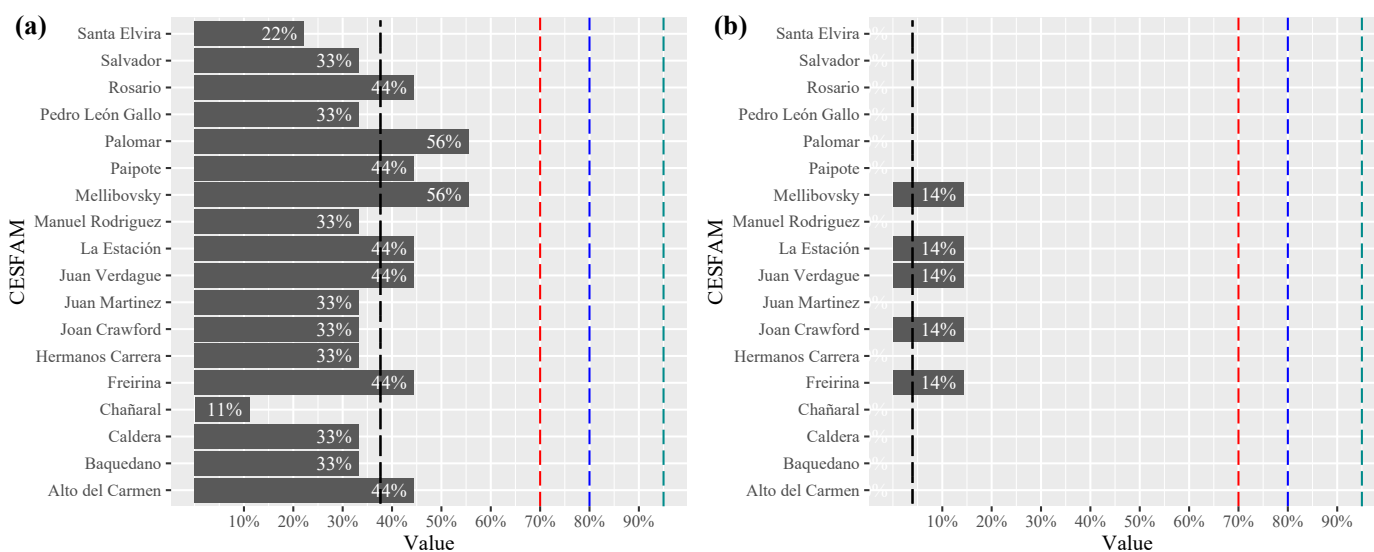 (a)
Santa Elvira 22%
Salvador 33%
Rosario 44%
Pedro León Gallo 33%
Palomar 56%
Paipote 44%
Mellibovsky 56%
Manuel Rodriguez 33%
La Estación 44%
Juan Verdague 44%
Juan Martinez 33%
Joan Crawford 33%
Hermanos Carrera 33%
Freirina 44%
Chañaral 11%
Caldera 33%
Baquedano 33%
Alto del Carmen 44%
10% 20% 30% 40% 50% 60% 70% 80% 90%
Value
CESFAM
(b)
Santa Elvira %
Salvador %
Rosario %
Pedro León Gallo %
Palomar %
Paipote %
Mellibovsky 14%
Manuel Rodriguez %
La Estación 14%
Juan Verdague 14%
Juan Martinez %
Joan Crawford 14%
Hermanos Carrera %
Freirina 14%
Chañaral %
Caldera %
Baquedano %
Alto del Carmen %
10% 20% 30% 40% 50% 60% 70% 80% 90%
Value
CESFAM